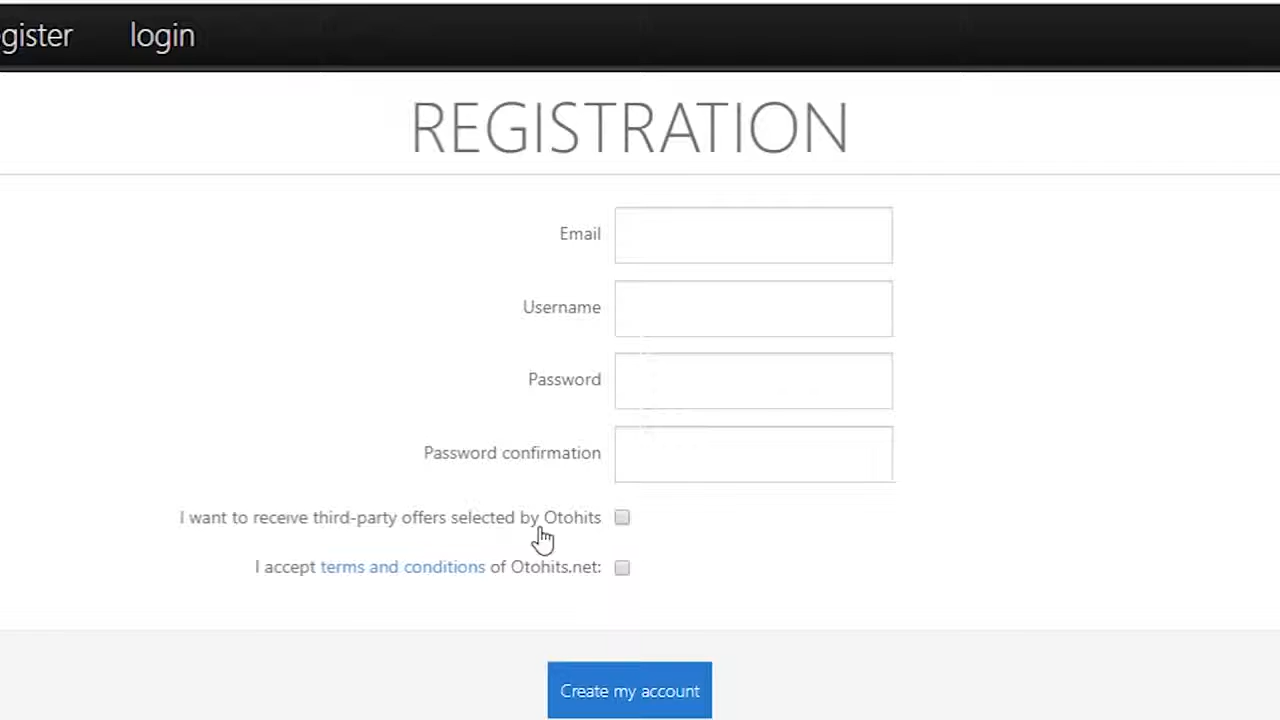 gister login
REGISTRATION
Email
Username
Password
Password confirmation
I want to receive third-party offers selected by Otohits
I accept terms and conditions of Otohits.net:
Create my account